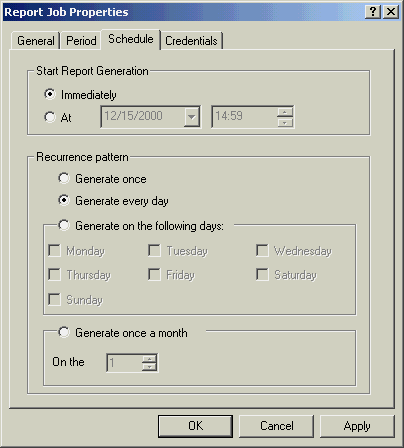 Report Job Properties
General Period Schedule Credentials
Start Report Generation
Immediately
At 12/15/2000 14:59
Recurrence pattern
Generate once
Generate every day
Generate on the following days:
Monday Tuesday Wednesday
Thursday Friday Saturday
Sunday
Generate once a month
On the 1
OK Cancel Apply